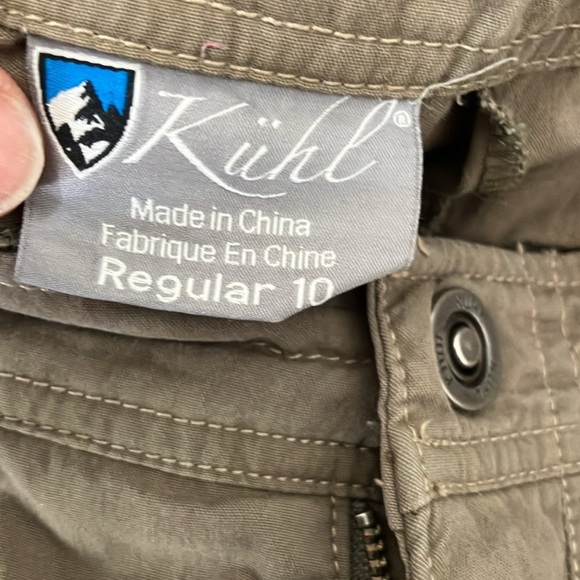 Kühl®
Made in China
Fabrique En Chine
Regular 10